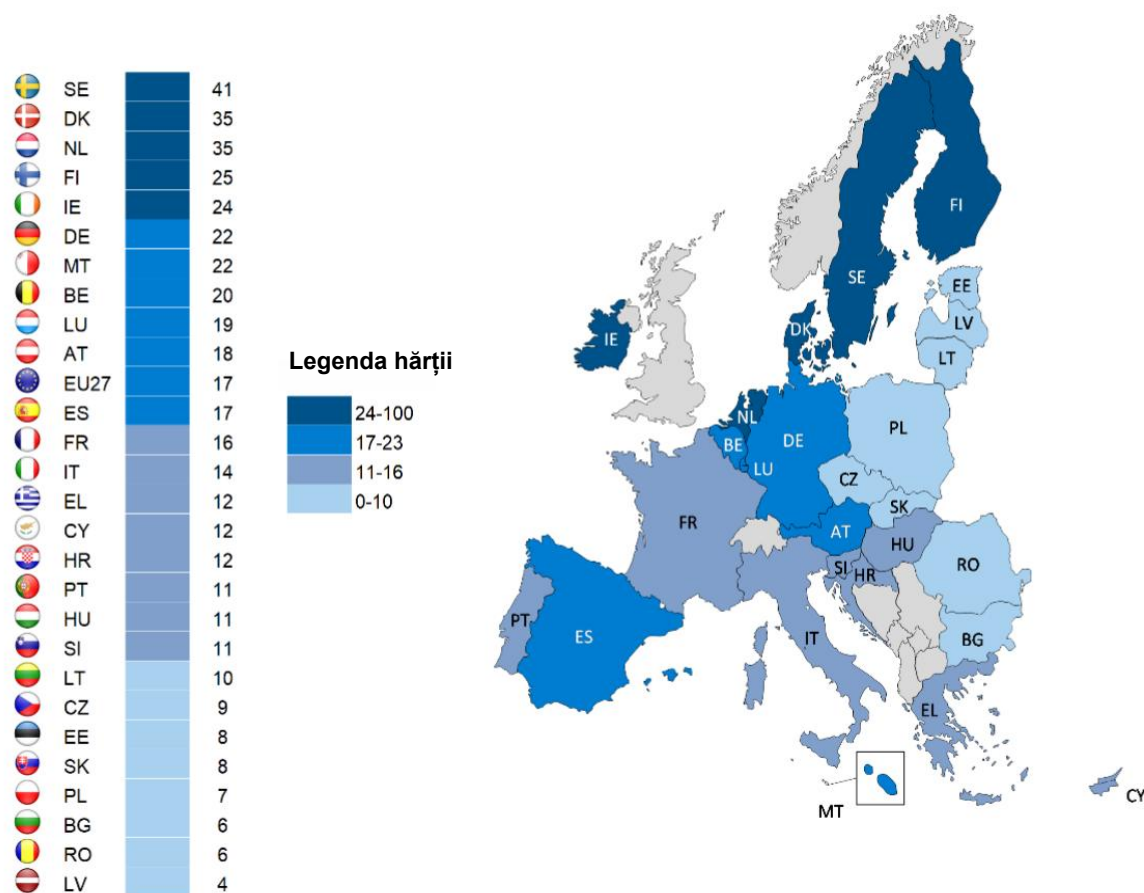 SE 41
DK 35
NL 35
FI 25
IE 24
DE 22
MT 22
BE 20
LU 19
AT 18
EU27 17
ES 17
FR 16
IT 14
EL 12
CY 12
HR 12
PT 11
HU 11
SI 11
LT 10
CZ 9
EE 8
SK 8
PL 7
BG 6
RO 6
LV 4
Legenda hărții
24-100
17-23
11-16
0-10
FI
SE
EE
LV
LT
DK
IE
NL
BE
DE
PL
LU
CZ
SK
FR
AT
HU
SI
HR
RO
PT
ES
IT
BG
EL
MT
CY